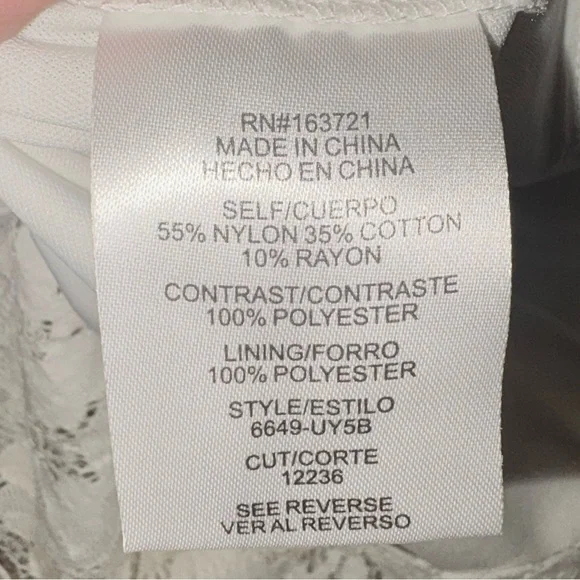 RN#163721
MADE IN CHINA
HECHO EN CHINA
SELF/CUERPO
55% NYLON 35% COTTON
10% RAYON
CONTRAST/CONTRASTE
100% POLYESTER
LINING/FORRO
100% POLYESTER
STYLE/ESTILO
6649-UY5B
CUT/CORTE
12236
SEE REVERSE
VER AL REVERSO